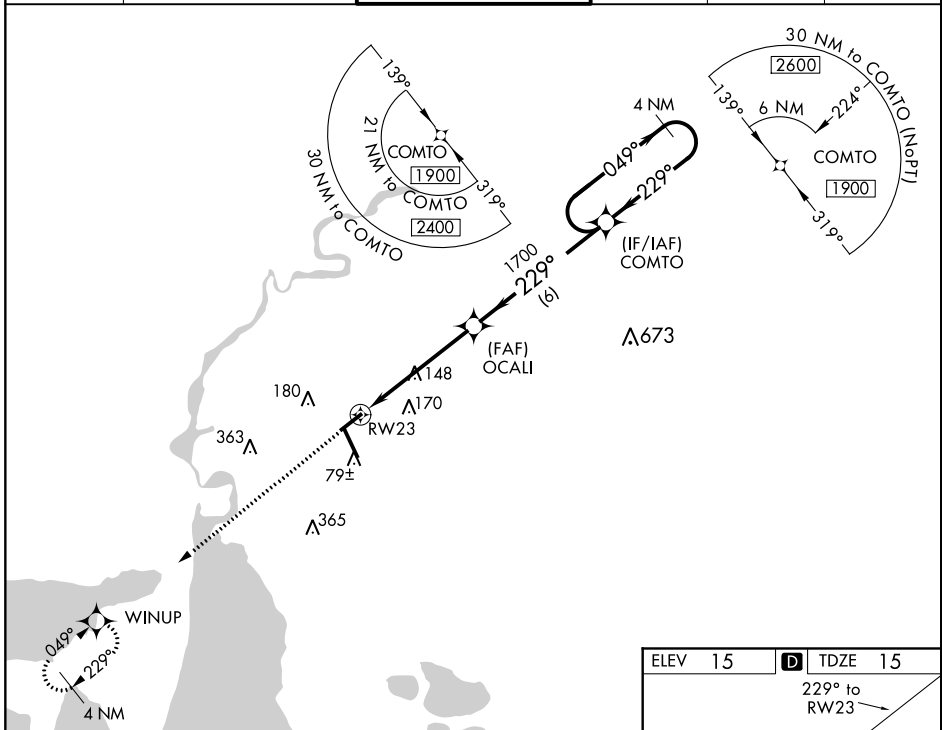 30 NM to COMTO (NoPT)
2600
139°
6 NM
224°
COMTO
1900
319°
139°
COMTO
1900
21 NM to COMTO
2400
30 NM to COMTO
319°
4 NM
049°
229°
(IF/IAF)
COMTO
1700
229°
(6)
(FAF)
OCALI
673
148
170
180
RW23
363
79±
365
WINUP
049°
229°
4 NM
ELEV 15 D TDZE 15
229° to
RW23